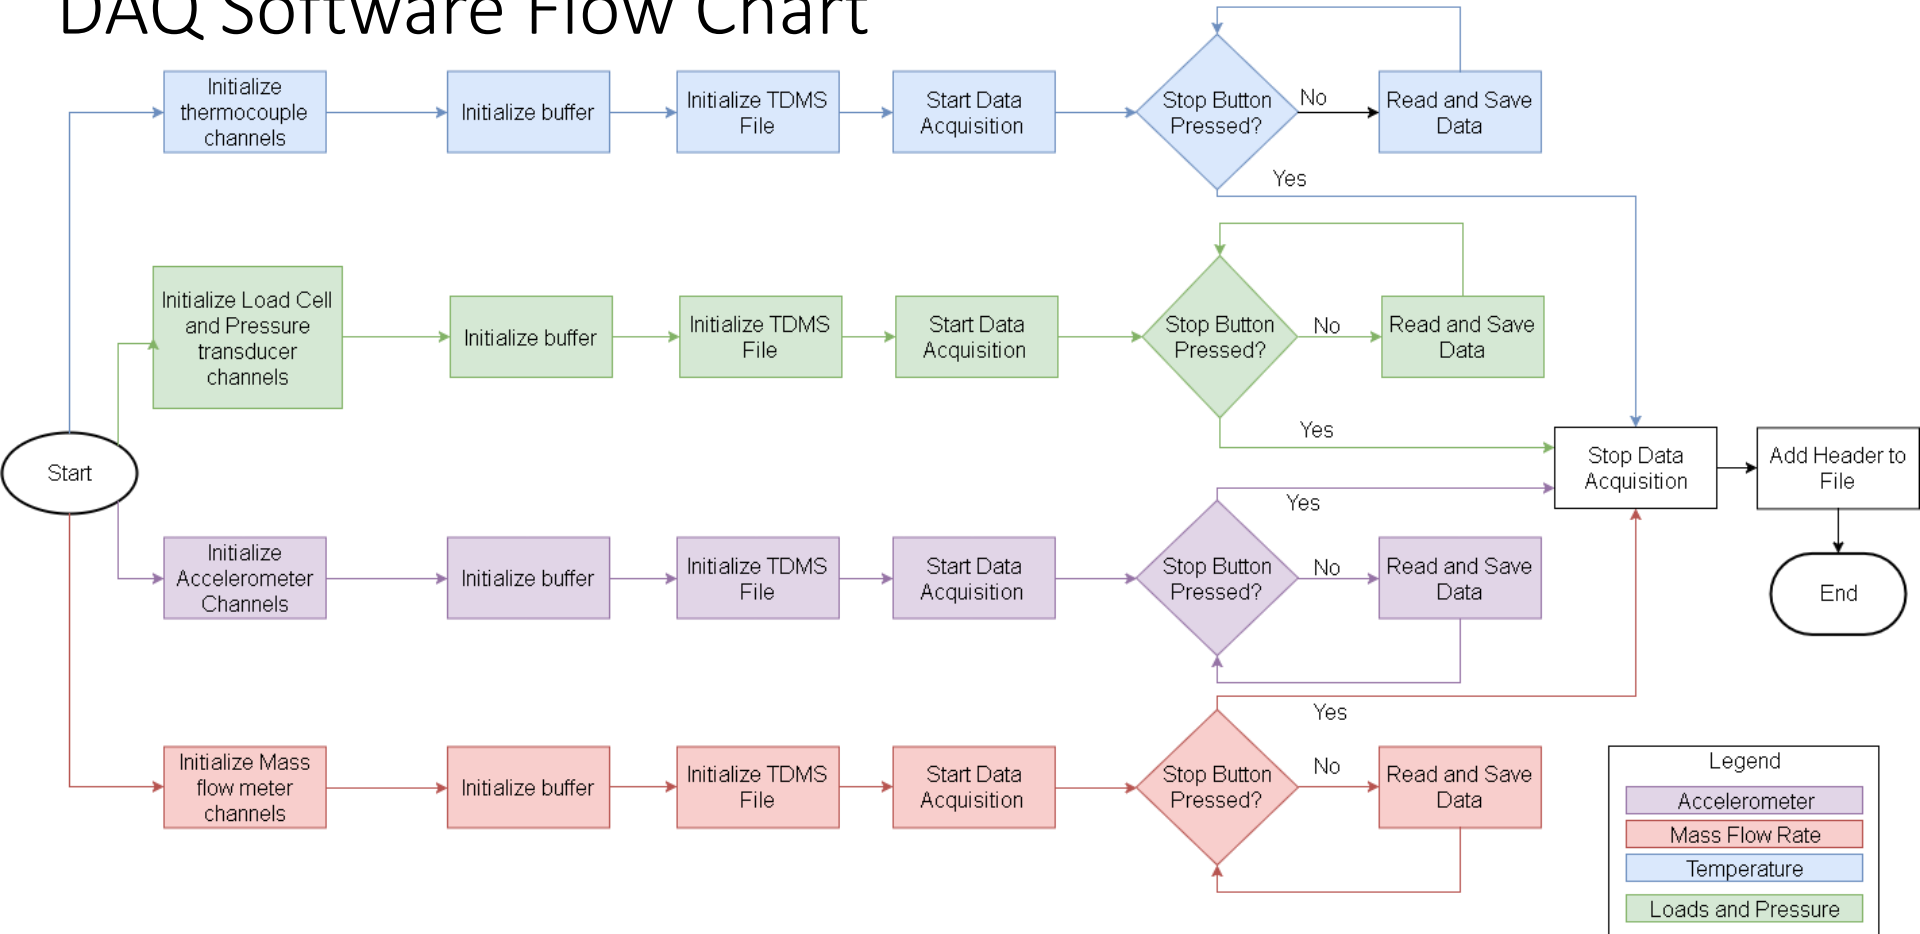 DAQ Software Flow Chart
Initialize
thermocouple
channels
Initialize buffer
Initialize TDMS
File
Start Data
Acquisition
Stop Button
Pressed?
No
Read and Save
Data
Yes
Initialize Load Cell
and Pressure
transducer
channels
Initialize buffer
Initialize TDMS
File
Start Data
Acquisition
Stop Button
Pressed?
No
Read and Save
Data
Yes
Start
Stop Data
Acquisition
Add Header to
File
End
Yes
Initialize
Accelerometer
Channels
Initialize buffer
Initialize TDMS
File
Start Data
Acquisition
Stop Button
Pressed?
No
Read and Save
Data
Yes
Initialize Mass
flow meter
channels
Initialize buffer
Initialize TDMS
File
Start Data
Acquisition
Stop Button
Pressed?
No
Read and Save
Data
Legend
Accelerometer
Mass Flow Rate
Temperature
Loads and Pressure